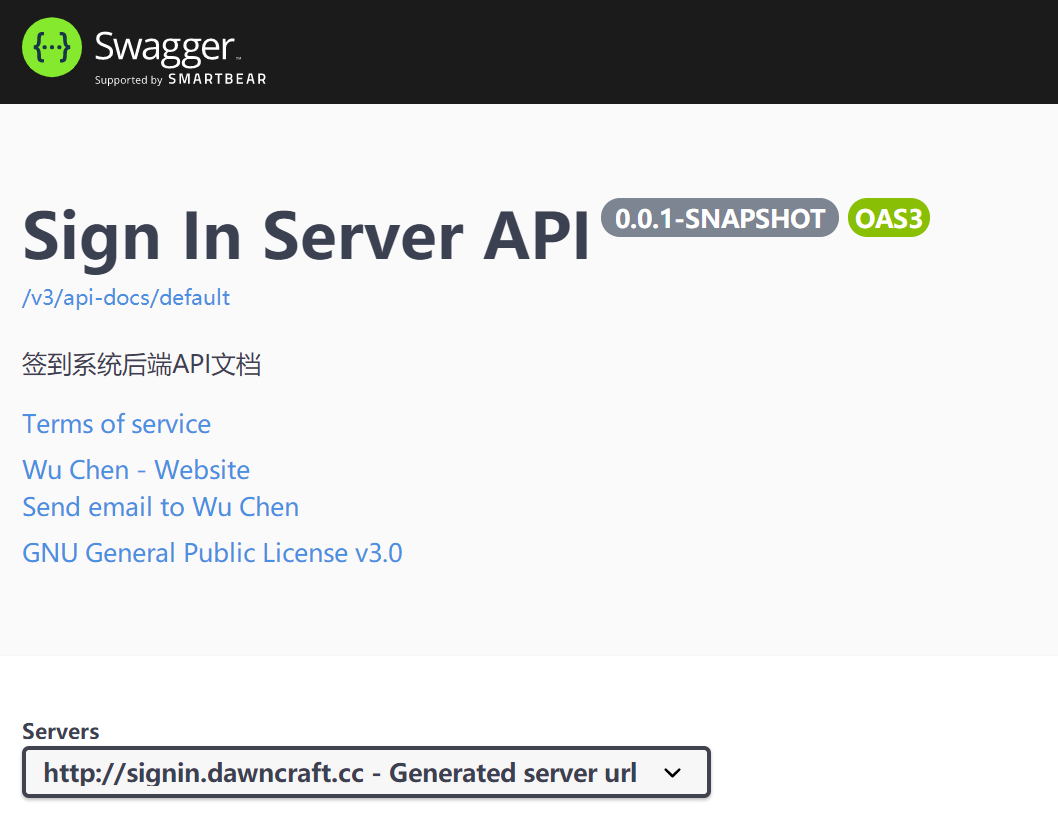 {···} Swagger™
Supported by SMARTBEAR
Sign In Server API 0.0.1-SNAPSHOT OAS3
/v3/api-docs/default
签到系统后端API文档
Terms of service
Wu Chen - Website
Send email to Wu Chen
GNU General Public License v3.0
Servers
http://signin.dawncraft.cc - Generated server url